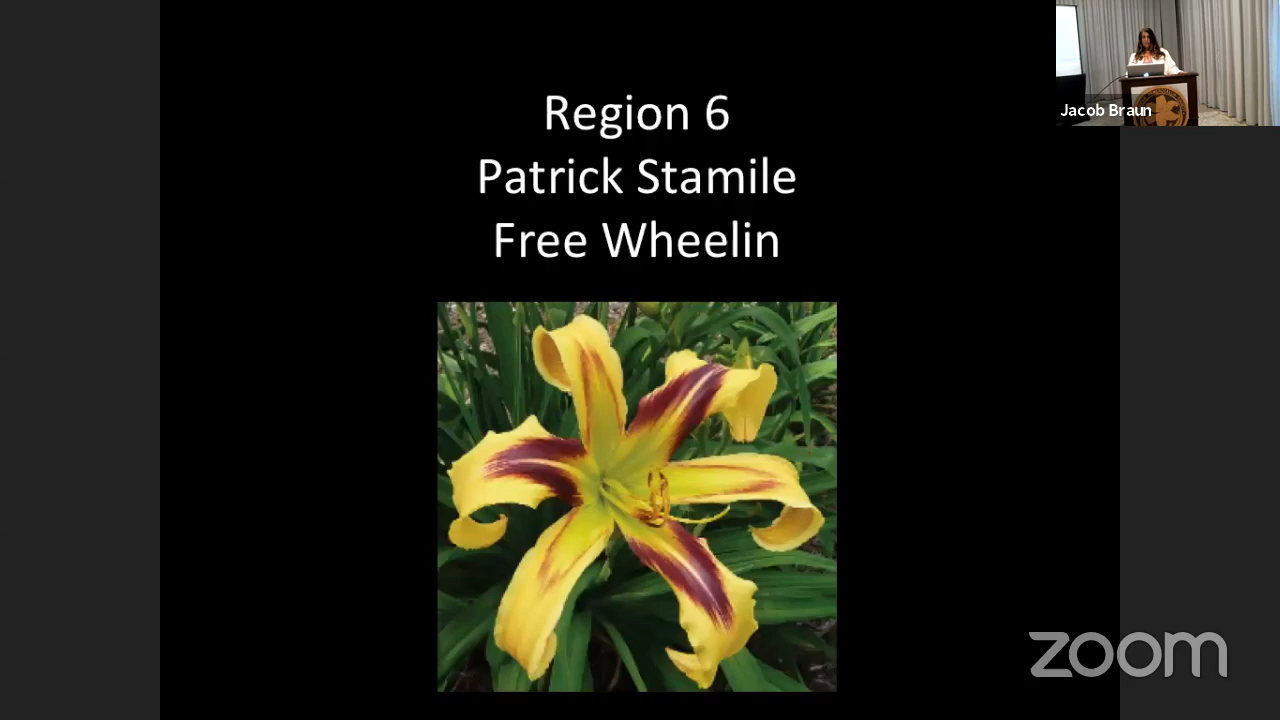 Region 6
Patrick Stamile
Free Wheelin
Jacob Braun
zoom